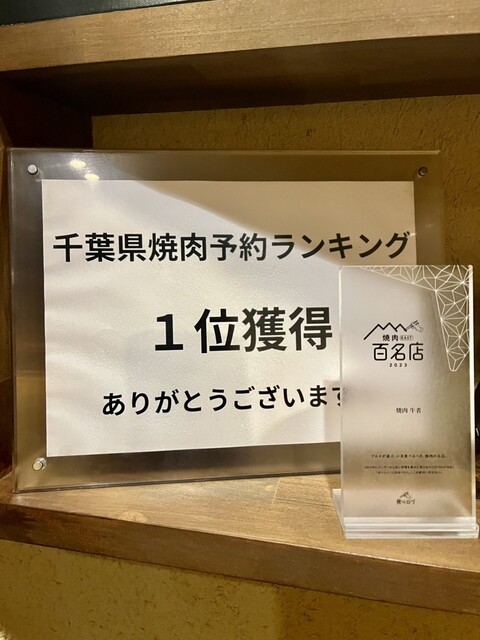 千葉県焼肉予約ランキング
１位獲得
ありがとうございます
焼肉 EAST
百名店
2023
焼肉 牛者
食べログ